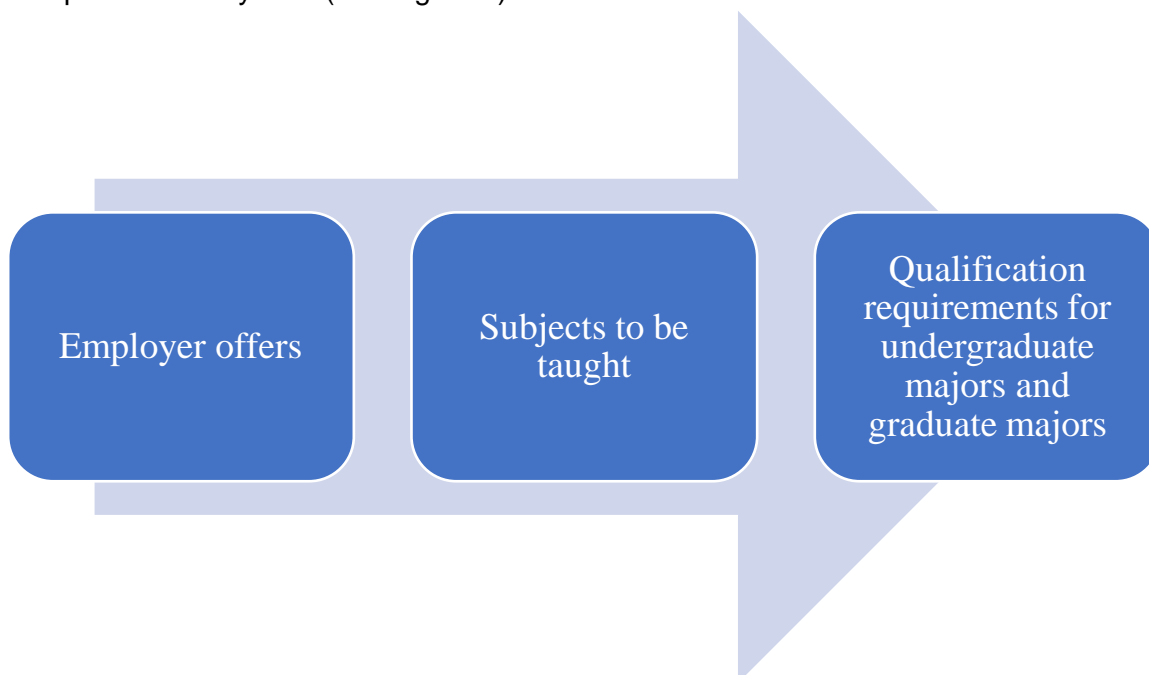 Employer offers
Subjects to be
taught
Qualification
requirements for
undergraduate
majors and
graduate majors